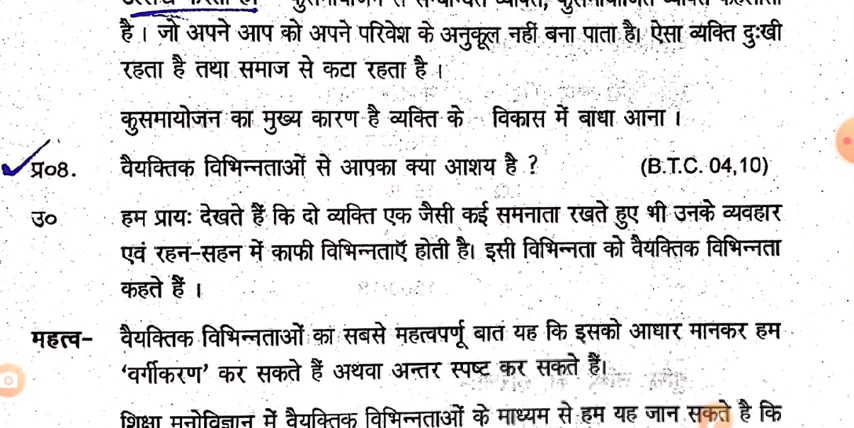 है। जो अपने आप को अपने परिवेश के अनुकूल नहीं बना पाता है। ऐसा व्यक्ति दुःखी
रहता है तथा समाज से कटा रहता है ।
कुसमायोजन का मुख्य कारण है व्यक्ति के विकास में बाधा आना ।
प्र०8. वैयक्तिक विभिन्नताओं से आपका क्या आशय है ? (B.T.C. 04,10)
उ० हम प्रायः देखते हैं कि दो व्यक्ति एक जैसी कई समनाता रखते हुए भी उनके व्यवहार
एवं रहन-सहन में काफी विभिन्नताएँ होती है। इसी विभिन्नता को वैयक्तिक विभिन्नता
कहते हैं ।
महत्व- वैयक्तिक विभिन्नताओं का सबसे महत्वपर्णू बात यह कि इसको आधार मानकर हम
‘वर्गीकरण’ कर सकते हैं अथवा अन्तर स्पष्ट कर सकते हैं।
शिक्षा मनोविज्ञान में वैयक्तिक विभिन्नताओं के माध्यम से हम यह जान सकते है कि